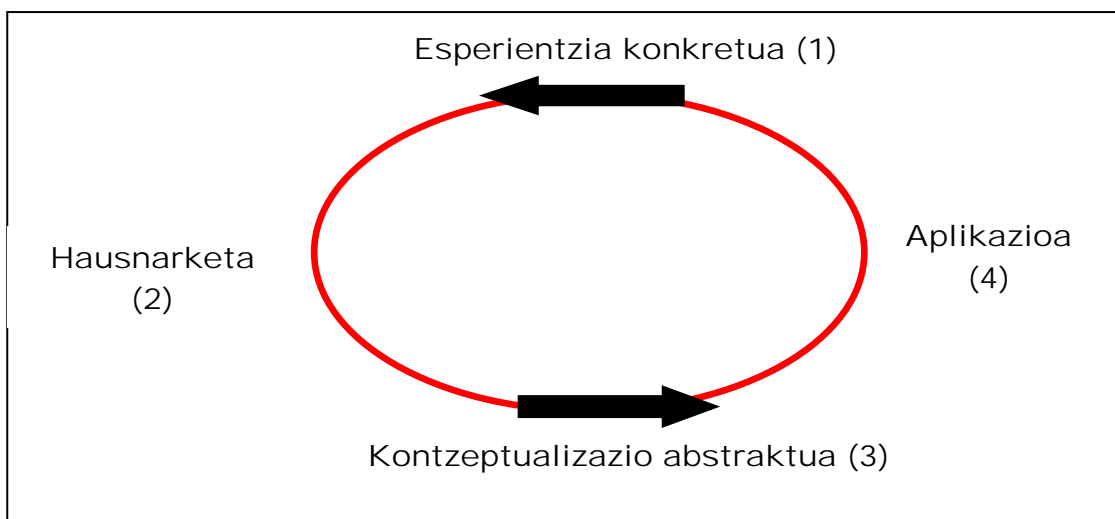 Esperientzia konkretua (1)
Hausnarketa
(2)
Aplikazioa
(4)
Kontzeptualizazio abstraktua (3)